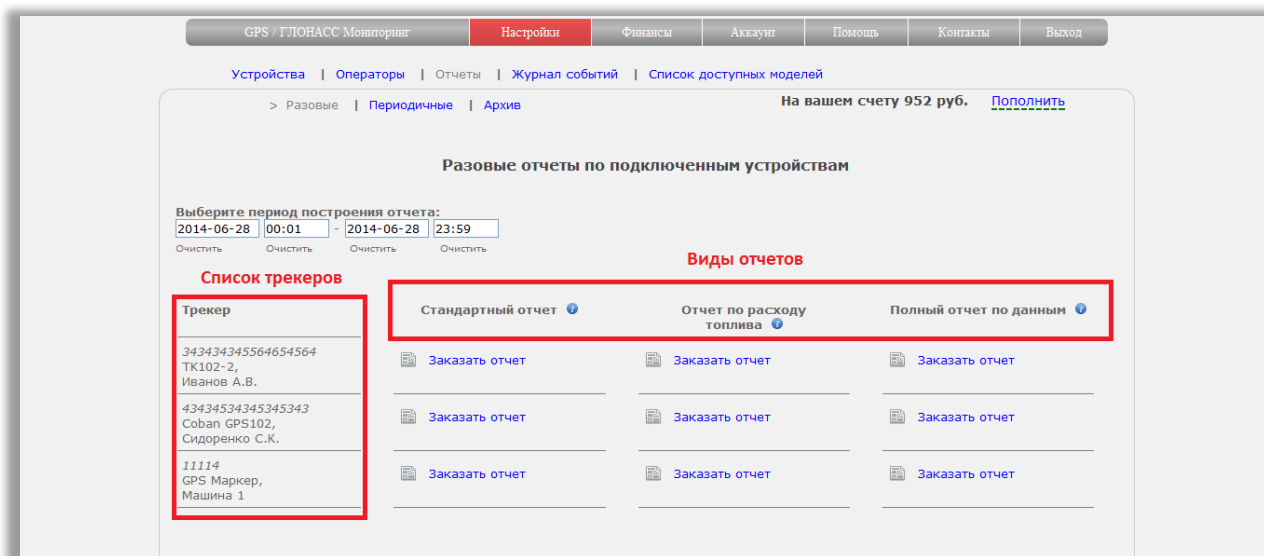 GPS / ГЛОНАСС Мониторинг Настройки Финансы Аккаунт Помощь Контакты Выход
Устройства | Операторы | Отчеты | Журнал событий | Список доступных моделей
> Разовые | Периодичные | Архив На вашем счету 952 руб. Пополнить
Разовые отчеты по подключенным устройствам
Выберите период построения отчета:
2014-06-28 00:01 - 2014-06-28 23:59
Очистить Очистить Очистить Очистить
Виды отчетов
Список трекеров
Трекер Стандартный отчет Отчет по расходу топлива Полный отчет по данным
343434345564654564
TK102-2,
Иванов А.В.
Заказать отчет Заказать отчет Заказать отчет
43434534345345343
Coban GPS102,
Сидоренко С.К.
Заказать отчет Заказать отчет Заказать отчет
11114
GPS Маркер,
Машина 1
Заказать отчет Заказать отчет Заказать отчет